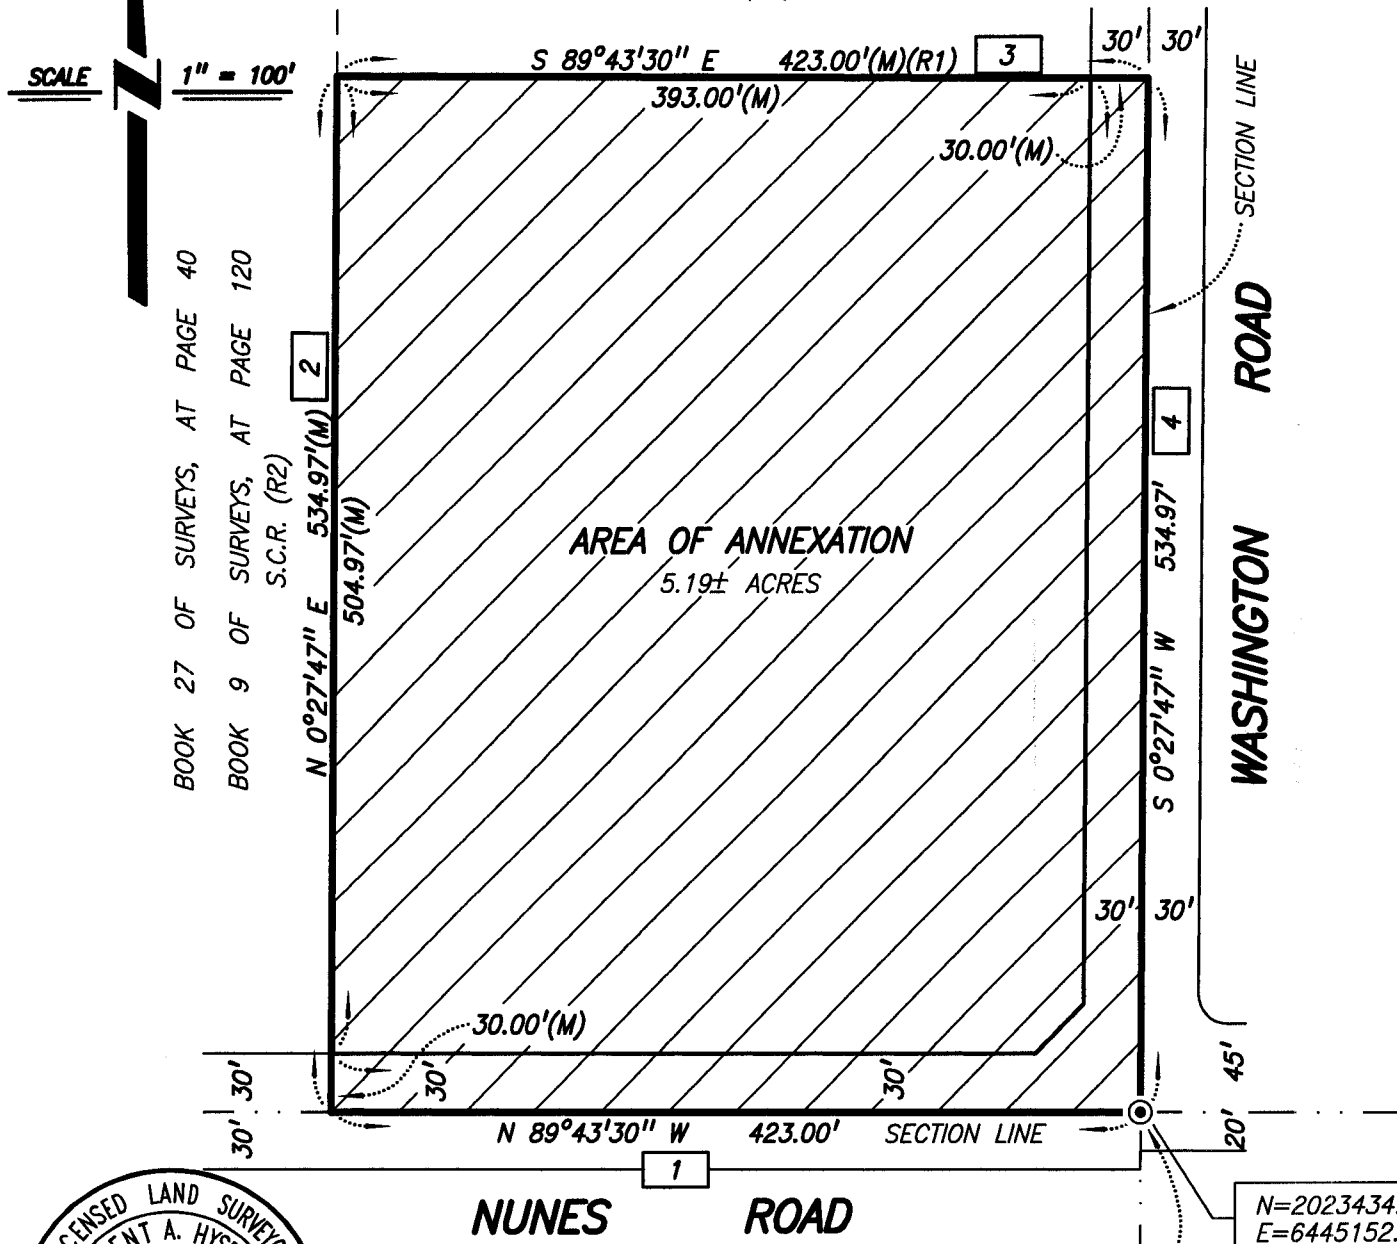 SCALE 1" = 100'
S 89°43'30" E 423.00'(M)(R1)
3
30' 30'
393.00'(M)
30.00'(M)
SECTION LINE
BOOK 27 OF SURVEYS, AT PAGE 40
BOOK 9 OF SURVEYS, AT PAGE 120
S.C.R. (R2)
2
N 0°27'47" E 534.97'(M)
504.97'(M)
AREA OF ANNEXATION
5.19± ACRES
4
S 0°27'47" W 534.97'
WASHINGTON ROAD
30' 30'
30.00'(M)
30'
30'
30'
30'
45'
20'
N 89°43'30" W 423.00' SECTION LINE
1
NUNES ROAD
LAND
A.
N=2023434
E=6445152.